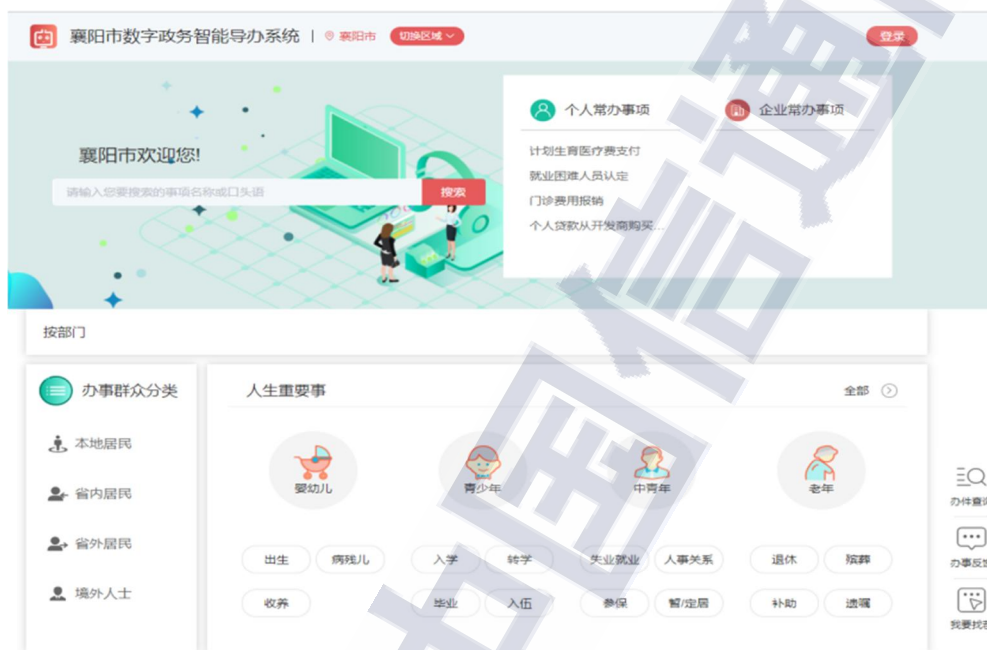 襄阳市数字政务智能导办系统 | 襄阳市 切换区域 登录
个人常办事项 企业常办事项
计划生育医疗费支付
就业困难人员认定
门诊费用报销
个人贷款从开发商购买...
襄阳市欢迎您!
请输入您要搜索的事项名称或口头语 搜索
按部门
办事群众分类
本地居民
省内居民
省外居民
境外人士
人生重要事 全部
婴幼儿 青少年 中青年 老年
出生 病残儿 入学 转学 失业就业 人事关系 退休 殡葬
收养 毕业 入伍 参保 暂/定居 补助 遗嘱
办件查询
办事反馈
我要找
中国信通